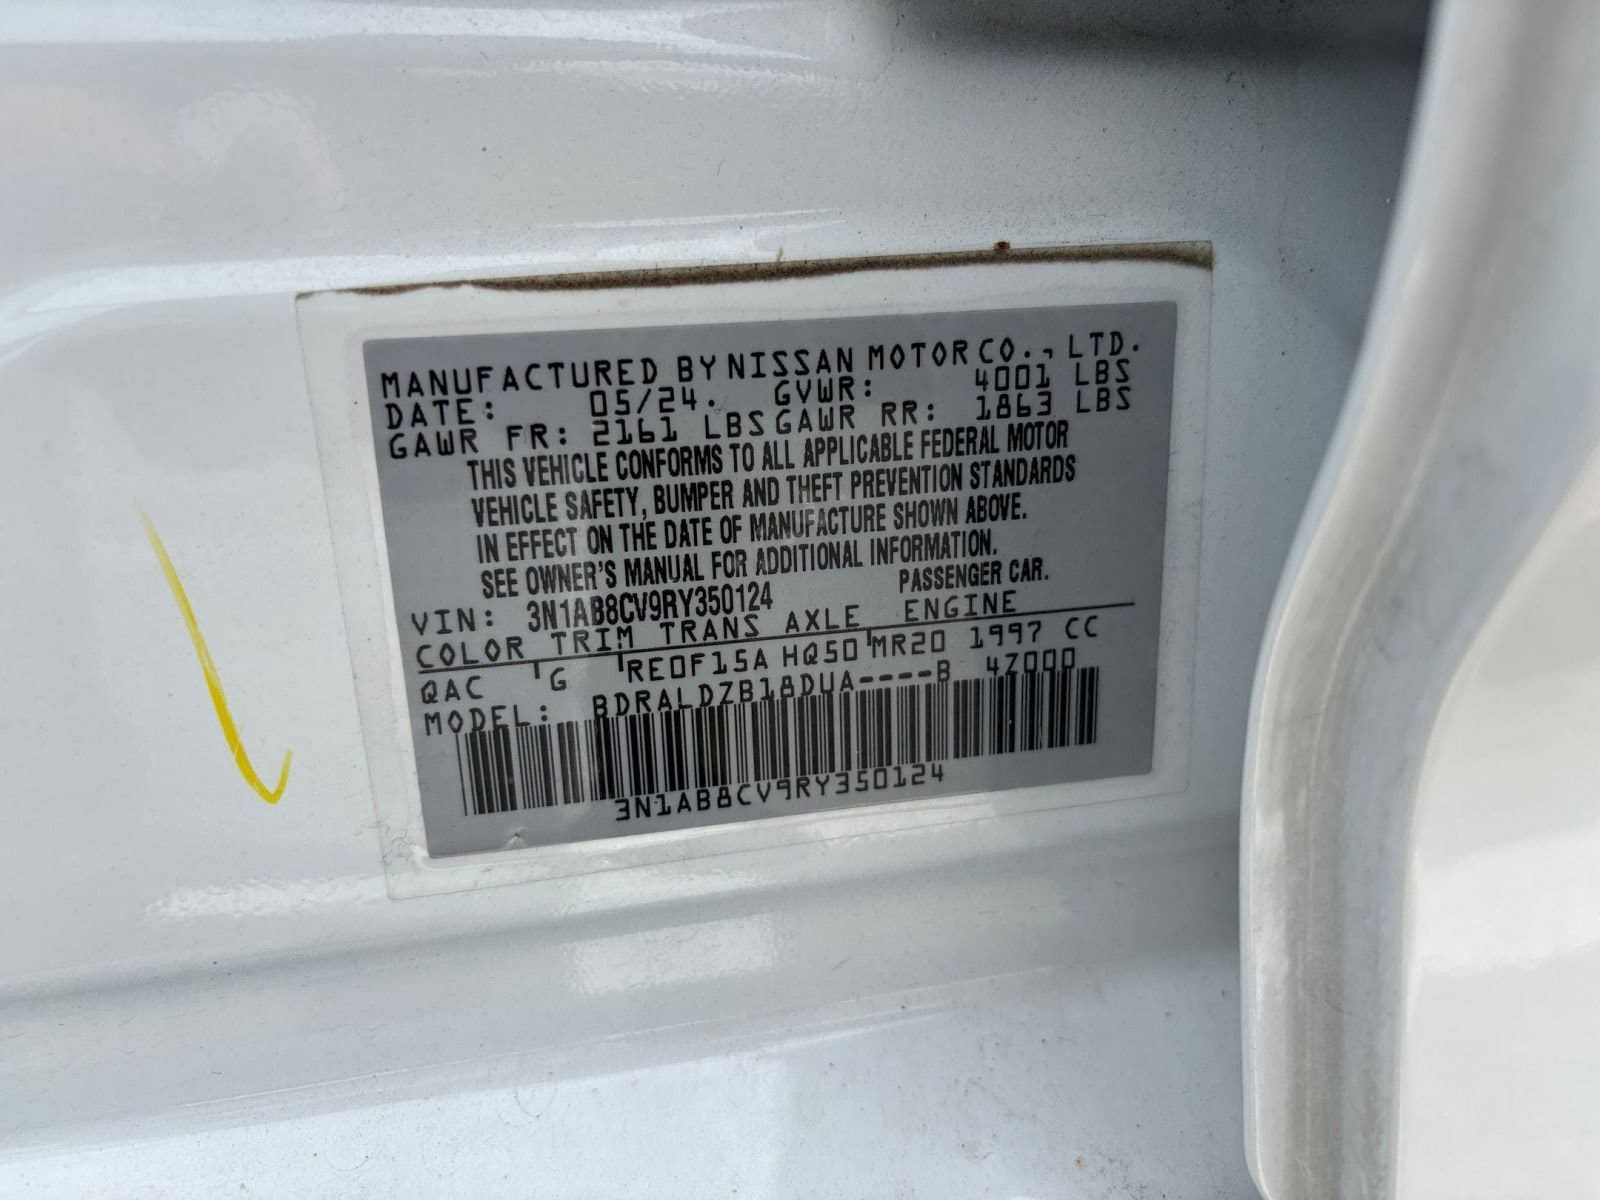 MANUFACTURED BY NISSAN MOTOR CO., LTD.
DATE: 05/24. GVWR: 4001 LBS
GAWR FR: 2161 LBS GAWR RR: 1863 LBS
THIS VEHICLE CONFORMS TO ALL APPLICABLE FEDERAL MOTOR
VEHICLE SAFETY, BUMPER AND THEFT PREVENTION STANDARDS
IN EFFECT ON THE DATE OF MANUFACTURE SHOWN ABOVE.
SEE OWNER'S MANUAL FOR ADDITIONAL INFORMATION.
VIN: 3N1AB8CV9RY350124 PASSENGER CAR.
COLOR TRIM TRANS AXLE ENGINE
QAC G RE0F15A HQ50 MR20 1997 CC
MODEL: BDRALDZB18DUA----B 4Z000
3N1AB8CV9RY350124